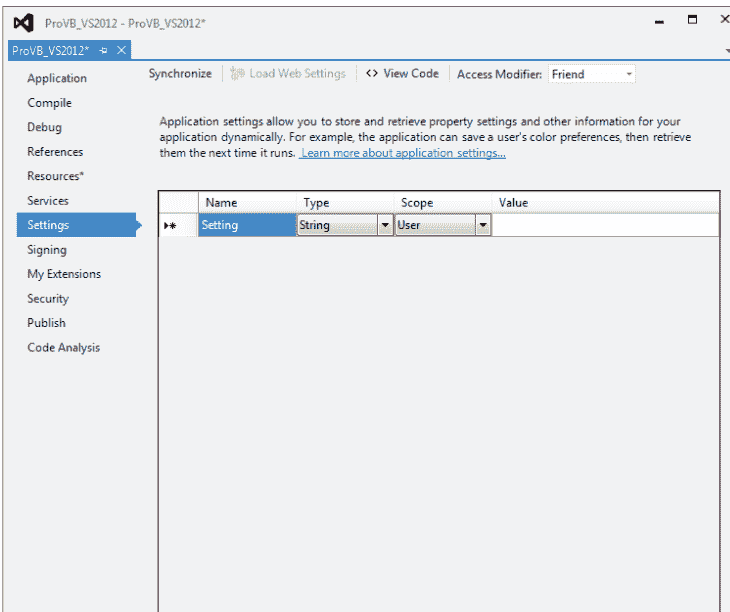 ProVB_VS2012 - ProVB_VS2012*
ProVB_VS2012*
Synchronize Load Web Settings View Code Access Modifier: Friend
Application
Compile
Debug
References
Resources*
Services
Settings
Signing
My Extensions
Security
Publish
Code Analysis
Application settings allow you to store and retrieve property settings and other information for your
application dynamically. For example, the application can save a user's color preferences, then retrieve
them the next time it runs. Learn more about application settings...
Name Type Scope Value
Setting String User